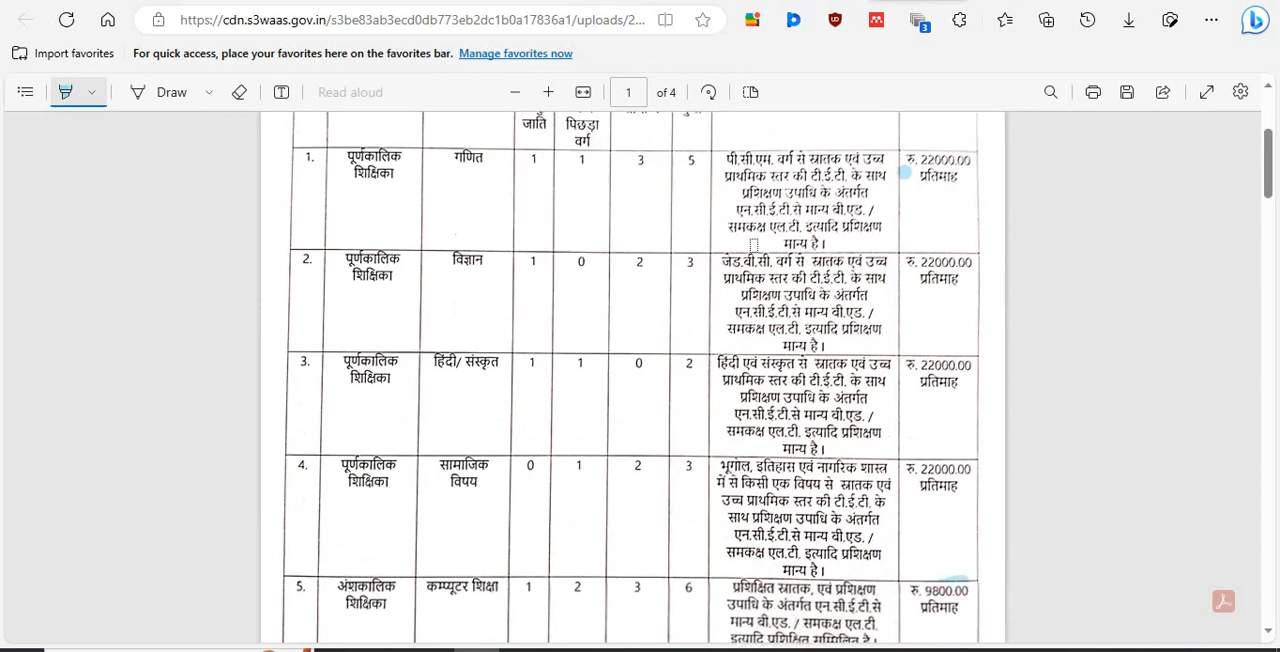 https://cdn.s3waas.gov.in/s3be83ab3ecd0db773eb2dc1b0a17836a1/uploads/2...
3
Import favorites
For quick access, place your favorites here on the favorites bar. Manage favorites now
Draw
Read aloud
1 of 4
जाति पिछड़ा
वर्ग
1. पूर्णकालिक गणित 1 1 3 5 पी.सी.एम. वर्ग से स्नातक एवं उच्च रु. 22000.00
शिक्षिका प्राथमिक स्तर की टी.ई.टी. के साथ प्रतिमाह
प्रशिक्षण उपाधि के अंतर्गत
एन.सी.ई.टी.से मान्य बी.एड. /
समकक्ष एल.टी. इत्यादि प्रशिक्षण
मान्य है।
2. पूर्णकालिक विज्ञान 1 0 2 3 जेड.बी.सी. वर्ग से स्नातक एवं उच्च रु. 22000.00
शिक्षिका प्राथमिक स्तर की टी.ई.टी. के साथ प्रतिमाह
प्रशिक्षण उपाधि के अंतर्गत
एन.सी.ई.टी.से मान्य बी.एड. /
समकक्ष एल.टी. इत्यादि प्रशिक्षण
मान्य है।
3. पूर्णकालिक हिंदी/ संस्कृत 1 1 0 2 हिंदी एवं संस्कृत से स्नातक एवं उच्च रु. 22000.00
शिक्षिका प्राथमिक स्तर की टी.ई.टी. के साथ प्रतिमाह
प्रशिक्षण उपाधि के अंतर्गत
एन.सी.ई.टी.से मान्य बी.एड. /
समकक्ष एल.टी. इत्यादि प्रशिक्षण
मान्य है।
4. पूर्णकालिक सामाजिक 0 1 2 3 भूगोल, इतिहास एवं नागरिक शास्त्र रु. 22000.00
शिक्षिका विषय में से किसी एक विषय से स्नातक एवं प्रतिमाह
उच्च प्राथमिक स्तर की टी.ई.टी. के
साथ प्रशिक्षण उपाधि के अंतर्गत
एन.सी.ई.टी.से मान्य बी.एड. /
समकक्ष एल.टी. इत्यादि प्रशिक्षण
मान्य है।
5. अंशकालिक कम्प्यूटर शिक्षा 1 2 3 6 प्रशिक्षित स्नातक, एवं प्रशिक्षण रु. 9800.00
शिक्षिका उपाधि के अंतर्गत एन.सी.ई.टी.से प्रतिमाह
मान्य बी.एड. / समकक्ष एल.टी.
इत्यादि प्रशिक्षित सम्मिलित है।